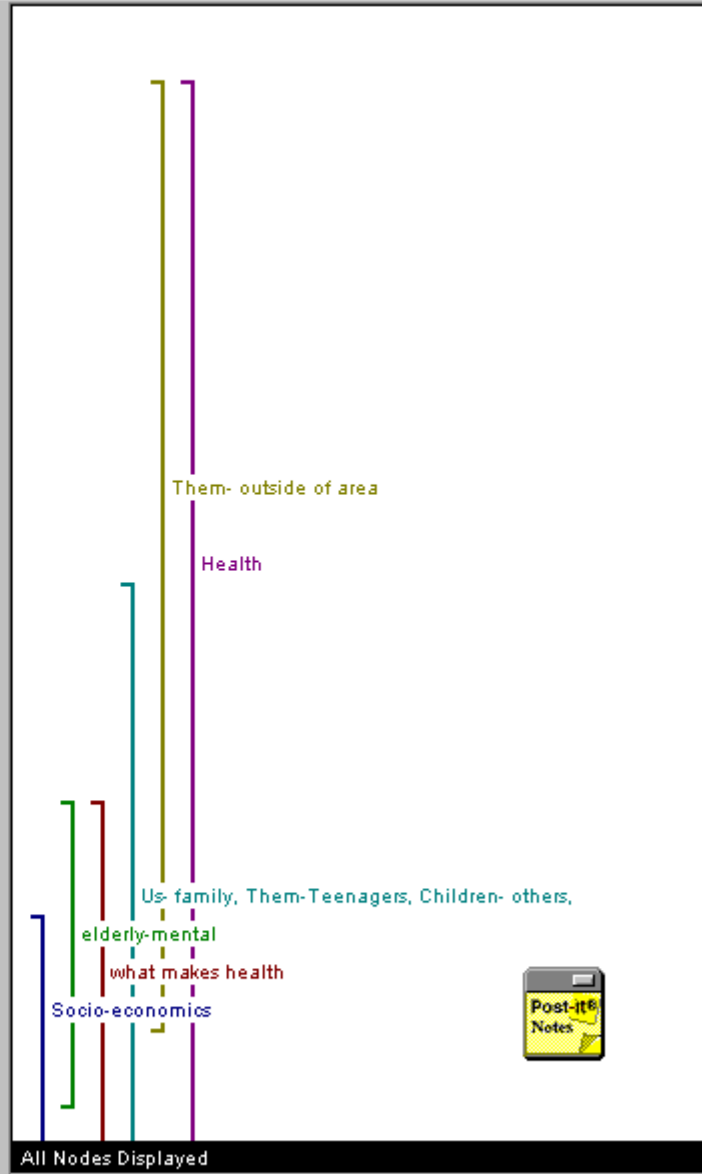 Them- outside of area
Health
Us- family, Them-Teenagers, Children- others,
elderly-mental
what makes health
Socio-economics
Post-it®
Notes
All Nodes Displayed